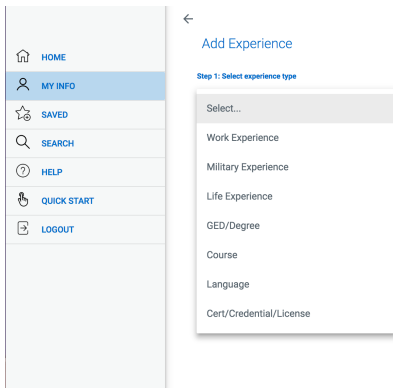 HOME
MY INFO
SAVED
SEARCH
HELP
QUICK START
LOGOUT
Add Experience
Step 1: Select experience type
Select...
Work Experience
Military Experience
Life Experience
GED/Degree
Course
Language
Cert/Credential/License